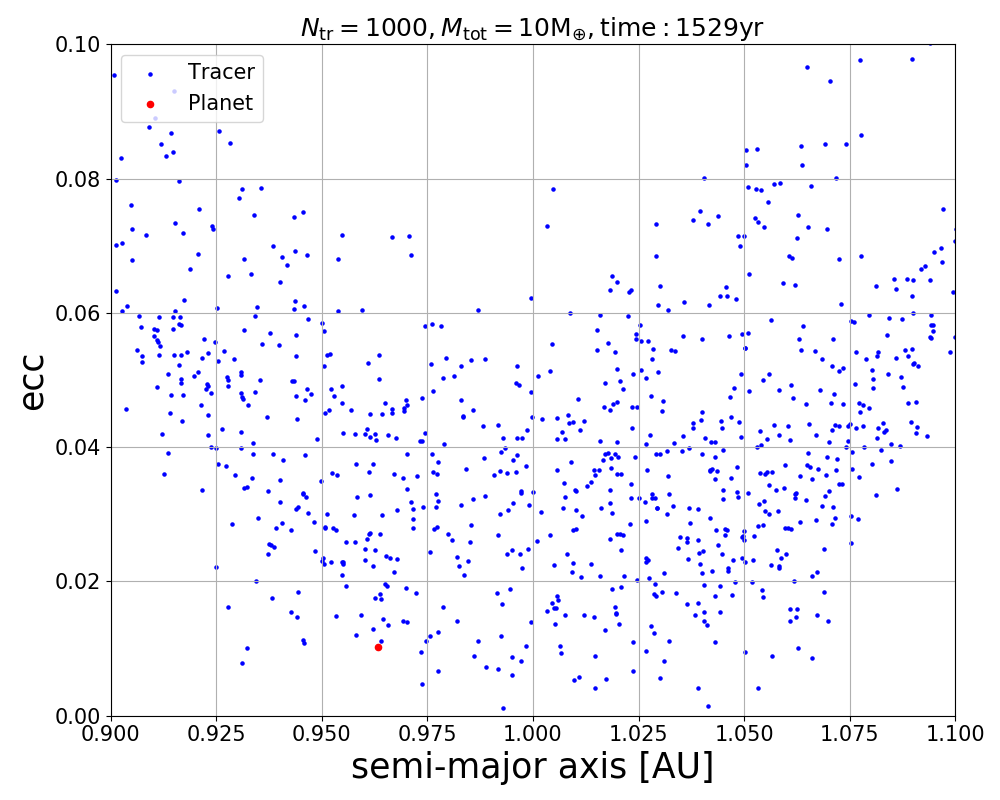 N_tr = 1000, M_tot = 10M_⊕, time : 1529yr
Tracer
Planet
ecc
0.10
0.08
0.06
0.04
0.02
0.00
0.900 0.925 0.950 0.975 1.000 1.025 1.050 1.075 1.100
semi-major axis [AU]